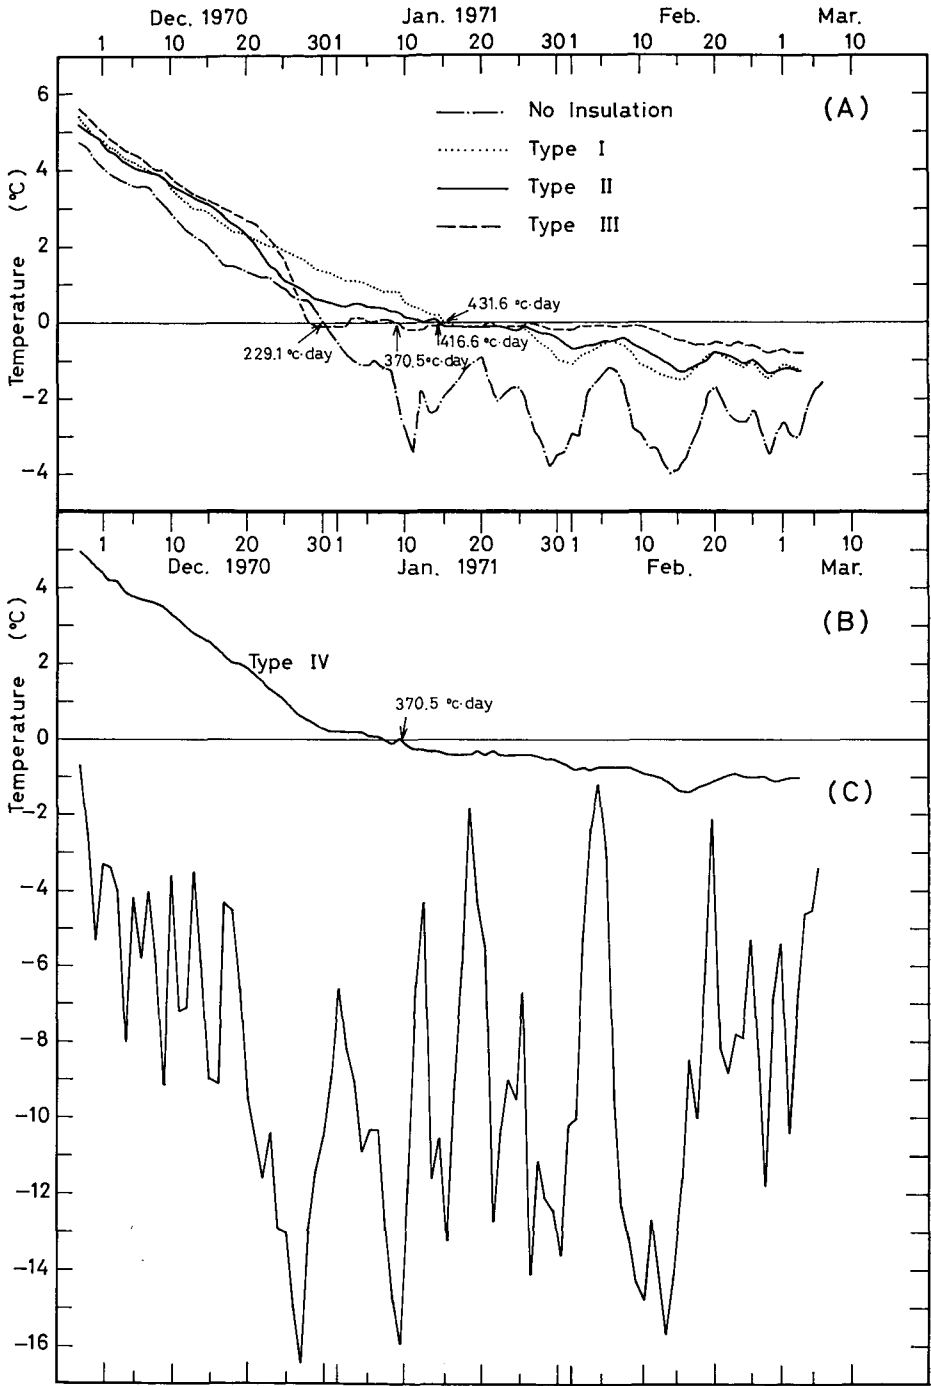 Dec. 1970 Jan. 1971 Feb. Mar.
1 10 20 30 1 10 20 30 1 10 20 1 10
6
4
2
0
−2
−4
Temperature (°C)
(A)
No Insulation
Type I
Type II
Type III
431.6 °C·day
416.6 °C·day
229.1 °C·day
370.5 °C·day
1 10 20 30 1 10 20 30 1 10 20 1 10
Dec. 1970 Jan. 1971 Feb. Mar.
4
2
0
−2
−4
−6
−8
−10
−12
−14
−16
Temperature (°C)
(B)
Type IV
370.5 °C·day
(C)